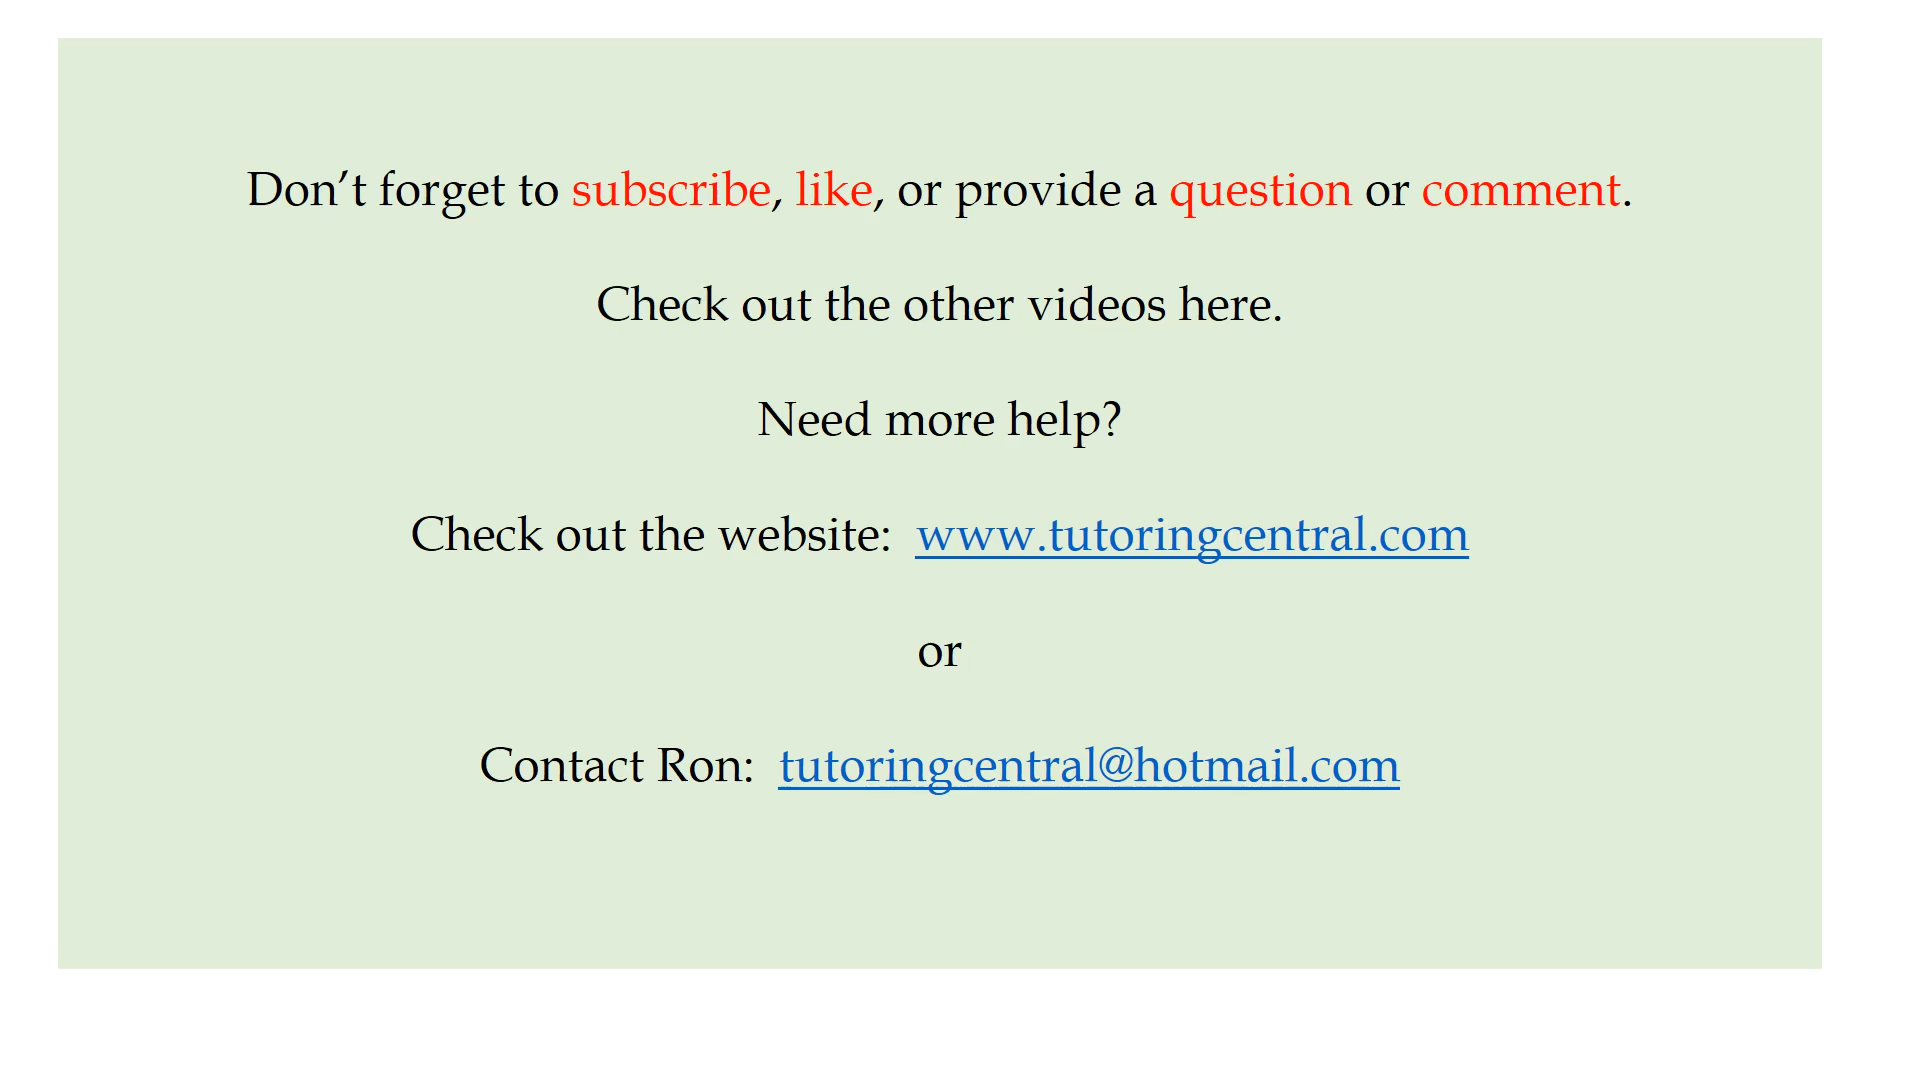 Don’t forget to subscribe, like, or provide a question or comment.
Check out the other videos here.
Need more help?
Check out the website:  www.tutoringcentral.com
or
Contact Ron:  tutoringcentral@hotmail.com